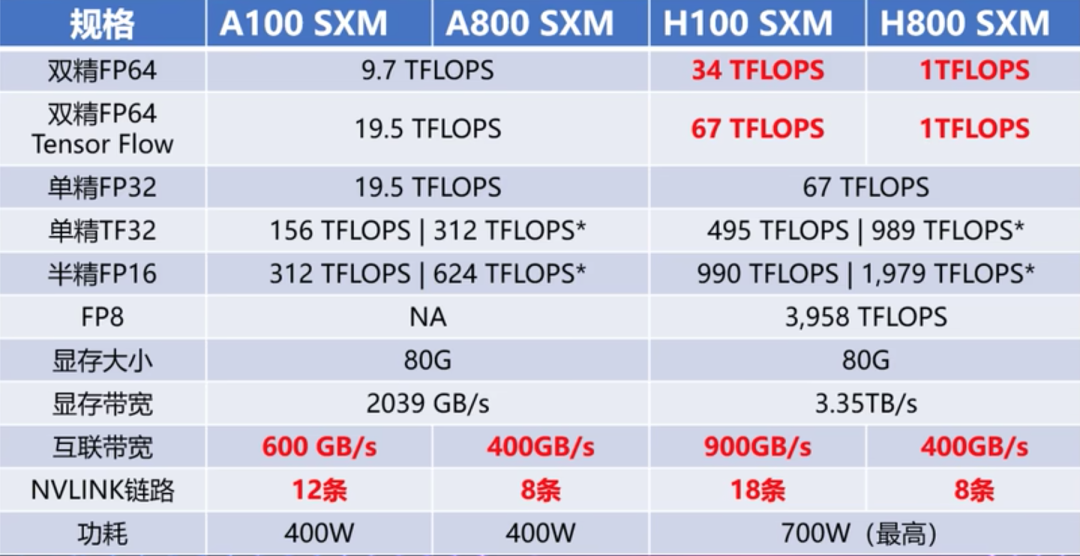 规格 A100 SXM A800 SXM H100 SXM H800 SXM
双精FP64 9.7 TFLOPS 34 TFLOPS 1TFLOPS
双精FP64
Tensor Flow 19.5 TFLOPS 67 TFLOPS 1TFLOPS
单精FP32 19.5 TFLOPS 67 TFLOPS
单精TF32 156 TFLOPS | 312 TFLOPS* 495 TFLOPS | 989 TFLOPS*
半精FP16 312 TFLOPS | 624 TFLOPS* 990 TFLOPS | 1,979 TFLOPS*
FP8 NA 3,958 TFLOPS
显存大小 80G 80G
显存带宽 2039 GB/s 3.35TB/s
互联带宽 600 GB/s 400GB/s 900GB/s 400GB/s
NVLINK链路 12条 8条 18条 8条
功耗 400W 400W 700W（最高）